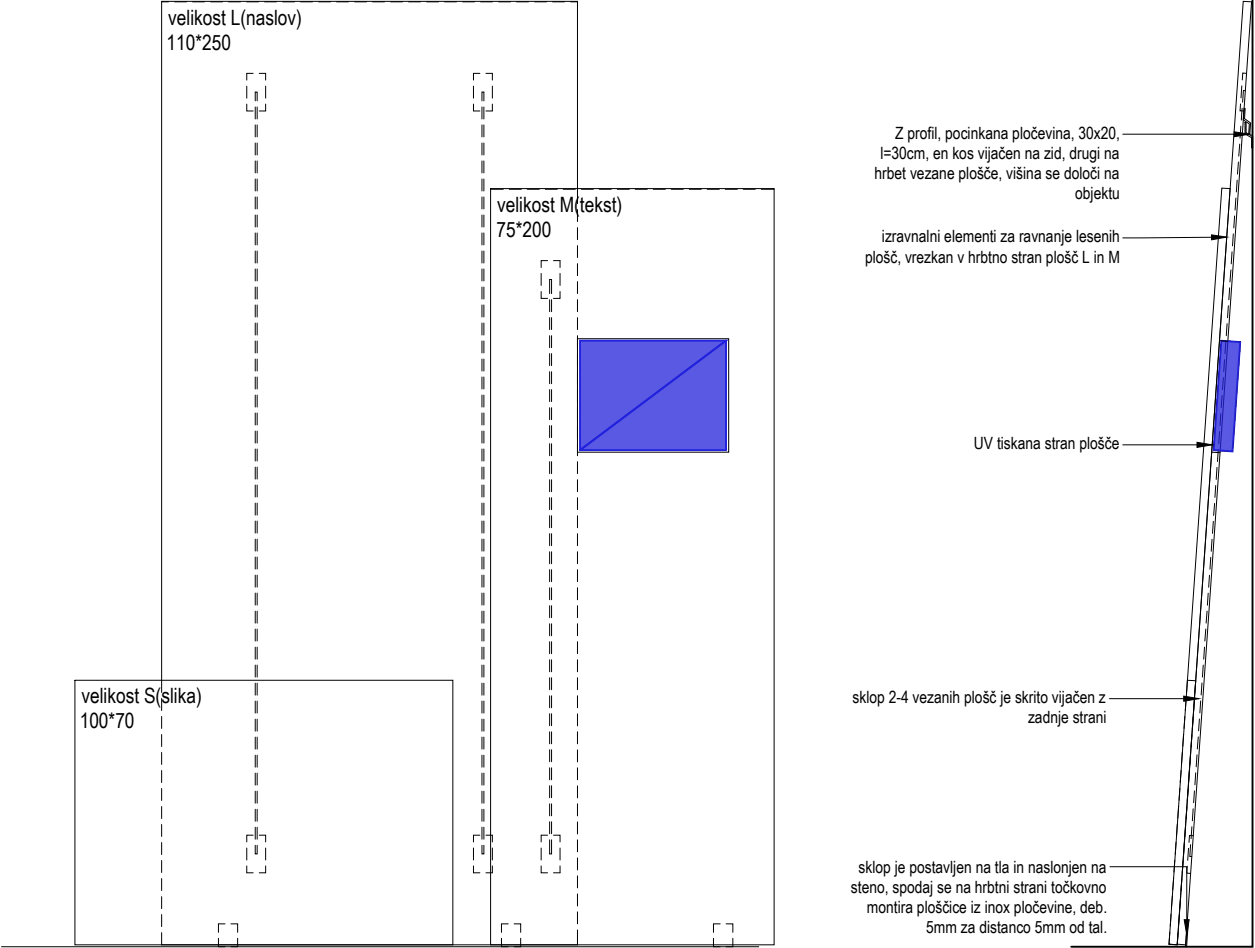 velikost L(naslov)
110*250
velikost M(tekst)
75*200
velikost S(slika)
100*70
Z profil, pocinkana pločevina, 30x20,
l=30cm, en kos vijačen na zid, drugi na
hrbet vezane plošče, višina se določi na
objektu
izravnalni elementi za ravnanje lesenih
plošč, vrezkan v hrbtno stran plošč L in M
UV tiskana stran plošče
sklop 2-4 vezanih plošč je skrito vijačen z
zadnje strani
sklop je postavljen na tla in naslonjen na
steno, spodaj se na hrbtni strani točkovno
montira ploščice iz inox pločevine, deb.
5mm za distanco 5mm od tal.